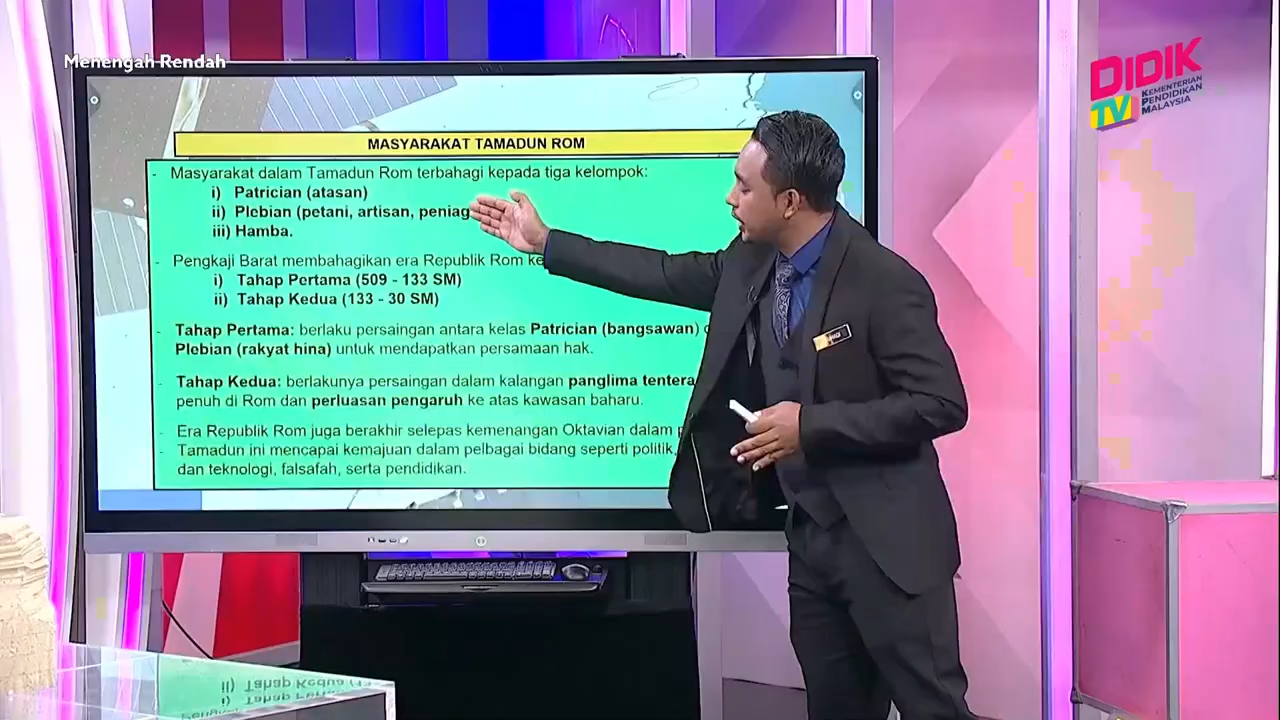 Menengah Rendah
DIDIK
TV
KEMENTERIAN
PENDIDIKAN
MALAYSIA
MASYARAKAT TAMADUN ROM
- Masyarakat dalam Tamadun Rom terbahagi kepada tiga kelompok:
i) Patrician (atasan)
ii) Plebian (petani, artisan, peniag
iii) Hamba.
- Pengkaji Barat membahagikan era Republik Rom ke
i) Tahap Pertama (509 - 133 SM)
ii) Tahap Kedua (133 - 30 SM)
- Tahap Pertama: berlaku persaingan antara kelas Patrician (bangsawan)
Plebian (rakyat hina) untuk mendapatkan persamaan hak.
- Tahap Kedua: berlakunya persaingan dalam kalangan panglima tentera
penuh di Rom dan perluasan pengaruh ke atas kawasan baharu.
- Era Republik Rom juga berakhir selepas kemenangan Oktavian dalam
- Tamadun ini mencapai kemajuan dalam pelbagai bidang seperti politik,
dan teknologi, falsafah, serta pendidikan.